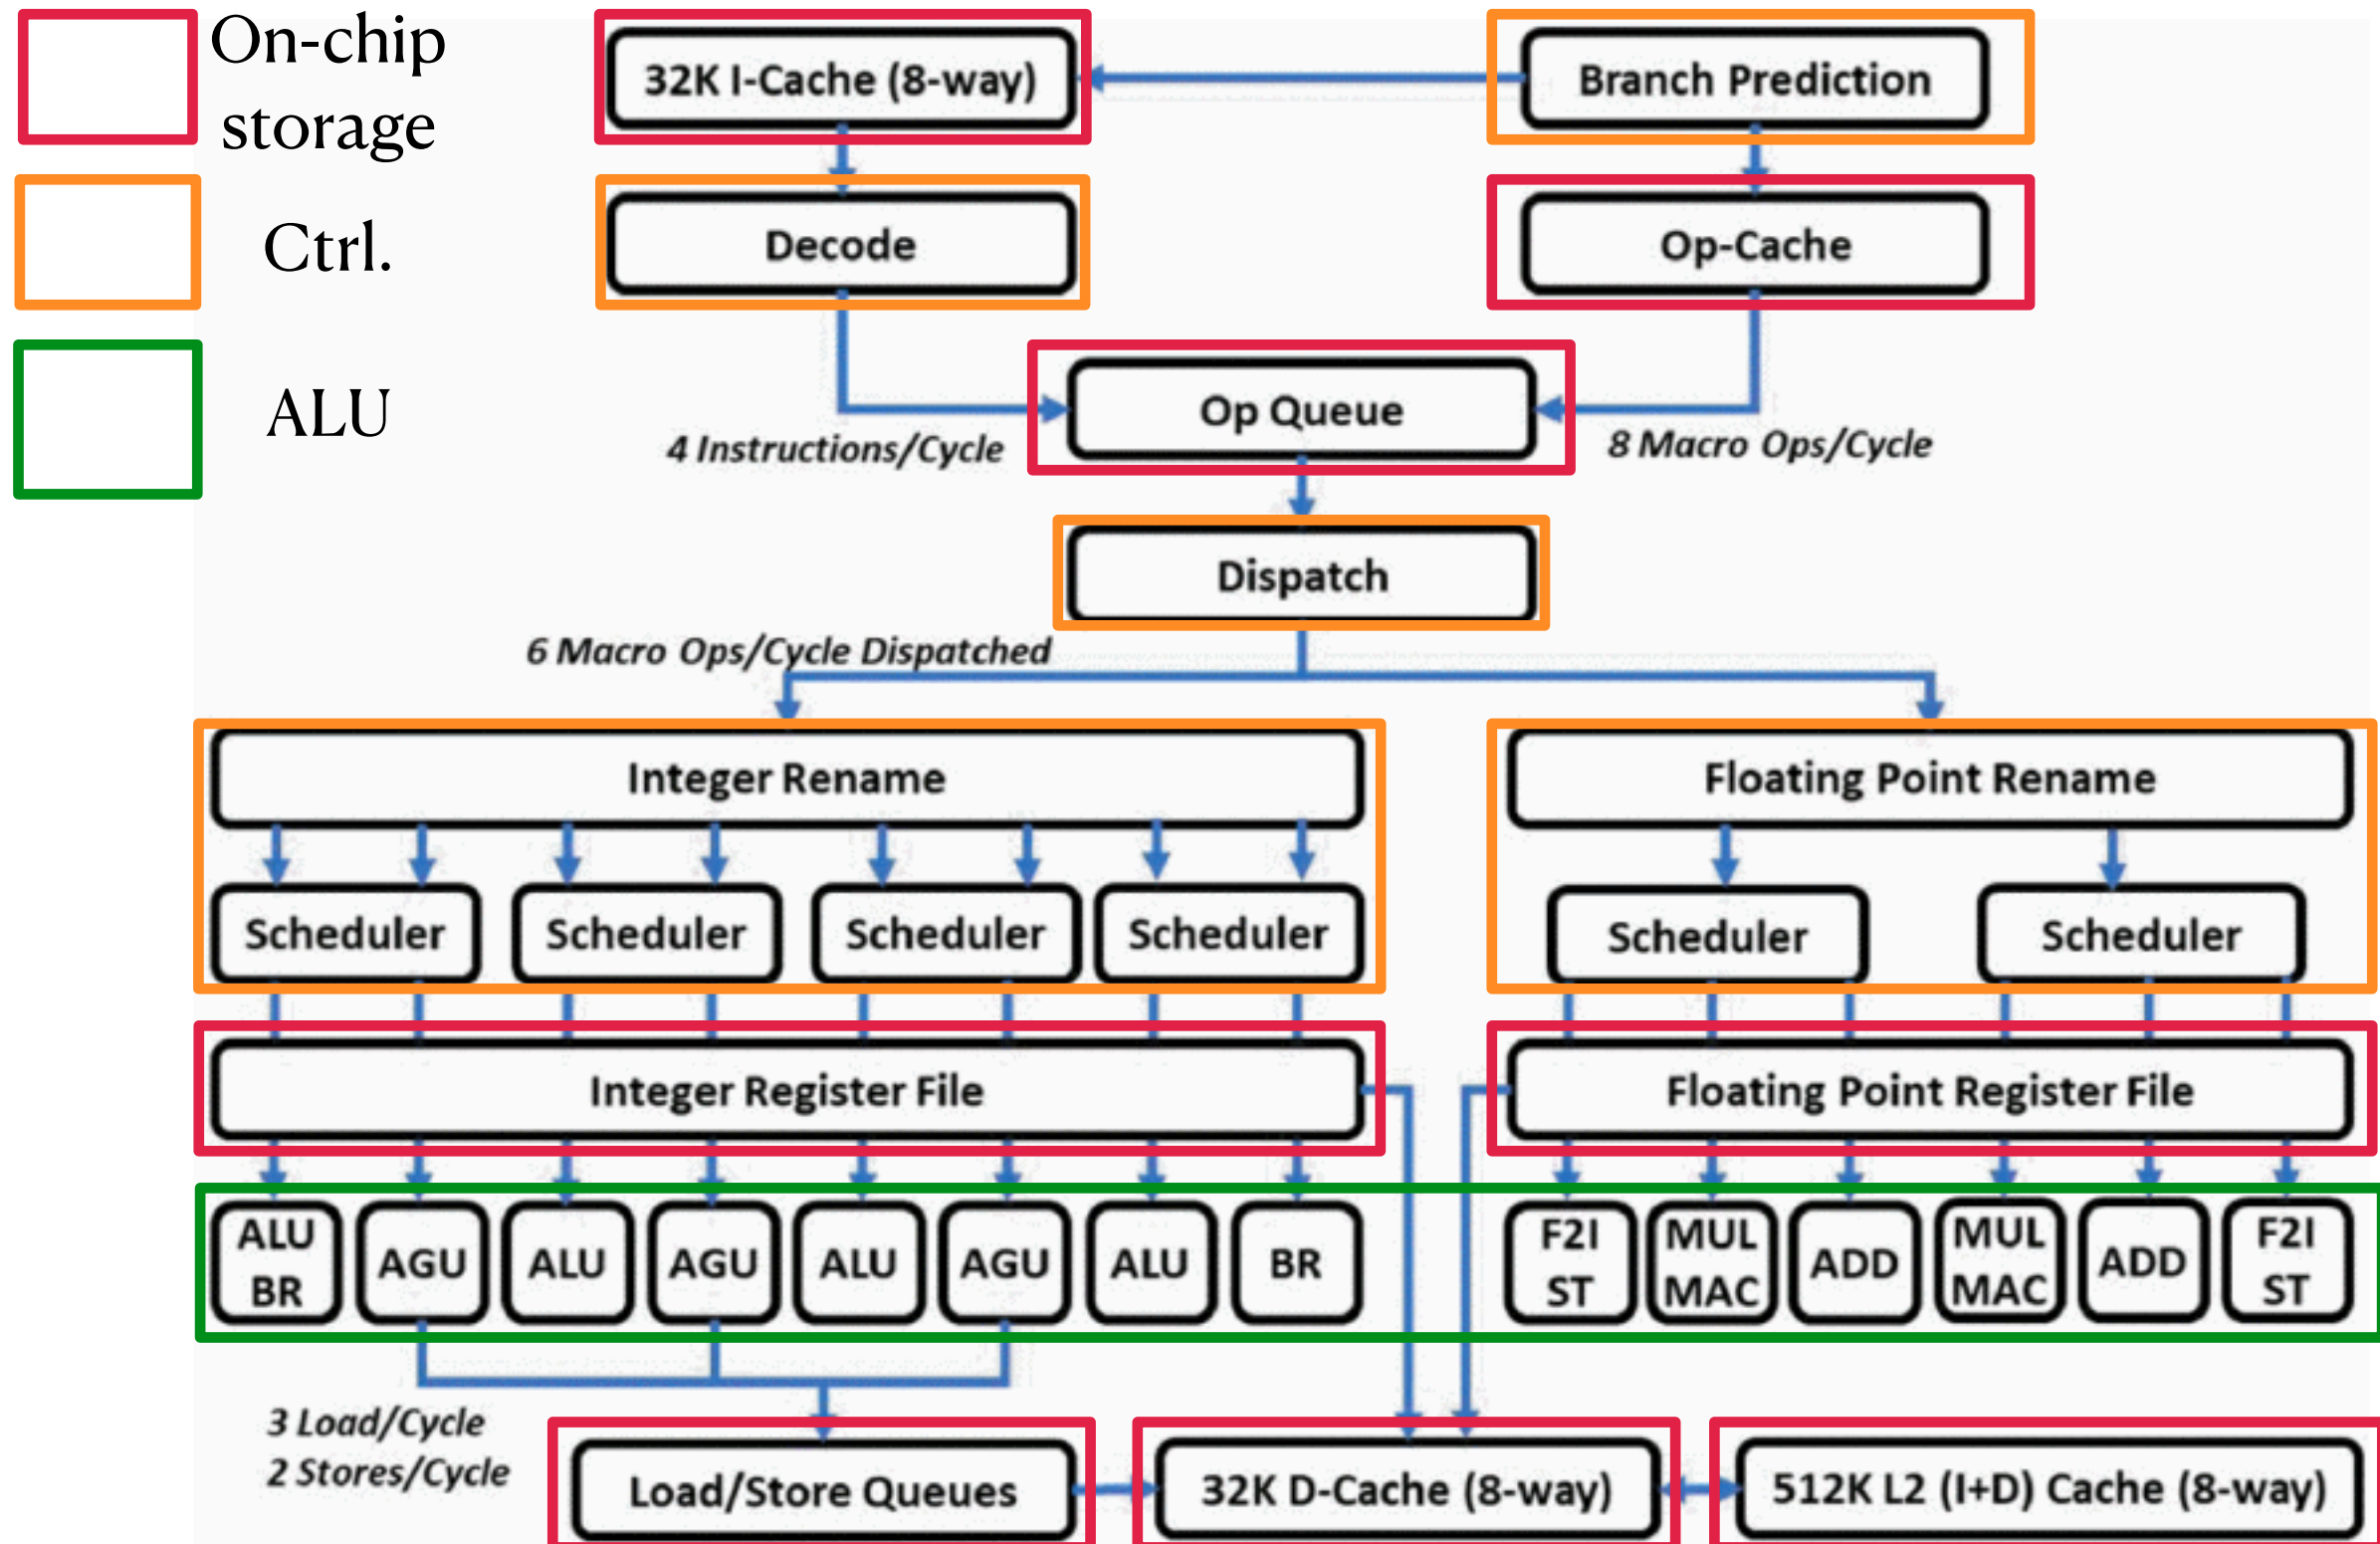 On-chip
storage
Ctrl.
ALU
32K I-Cache (8-way)
Branch Prediction
Decode
Op-Cache
Op Queue
4 Instructions/Cycle
8 Macro Ops/Cycle
Dispatch
6 Macro Ops/Cycle Dispatched
Integer Rename
Floating Point Rename
Scheduler
Scheduler
Scheduler
Scheduler
Scheduler
Scheduler
Integer Register File
Floating Point Register File
ALU
BR
AGU
ALU
AGU
ALU
AGU
ALU
BR
F2I
ST
MUL
MAC
ADD
MUL
MAC
ADD
F2I
ST
3 Load/Cycle
2 Stores/Cycle
Load/Store Queues
32K D-Cache (8-way)
512K L2 (I+D) Cache (8-way)